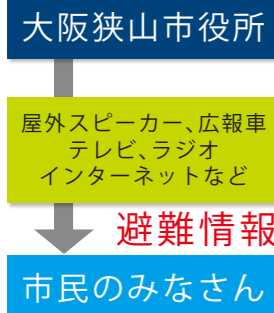 大阪狭山市役所
屋外スピーカー、広報車
テレビ、ラジオ
インターネットなど
避難情報
市民のみなさん